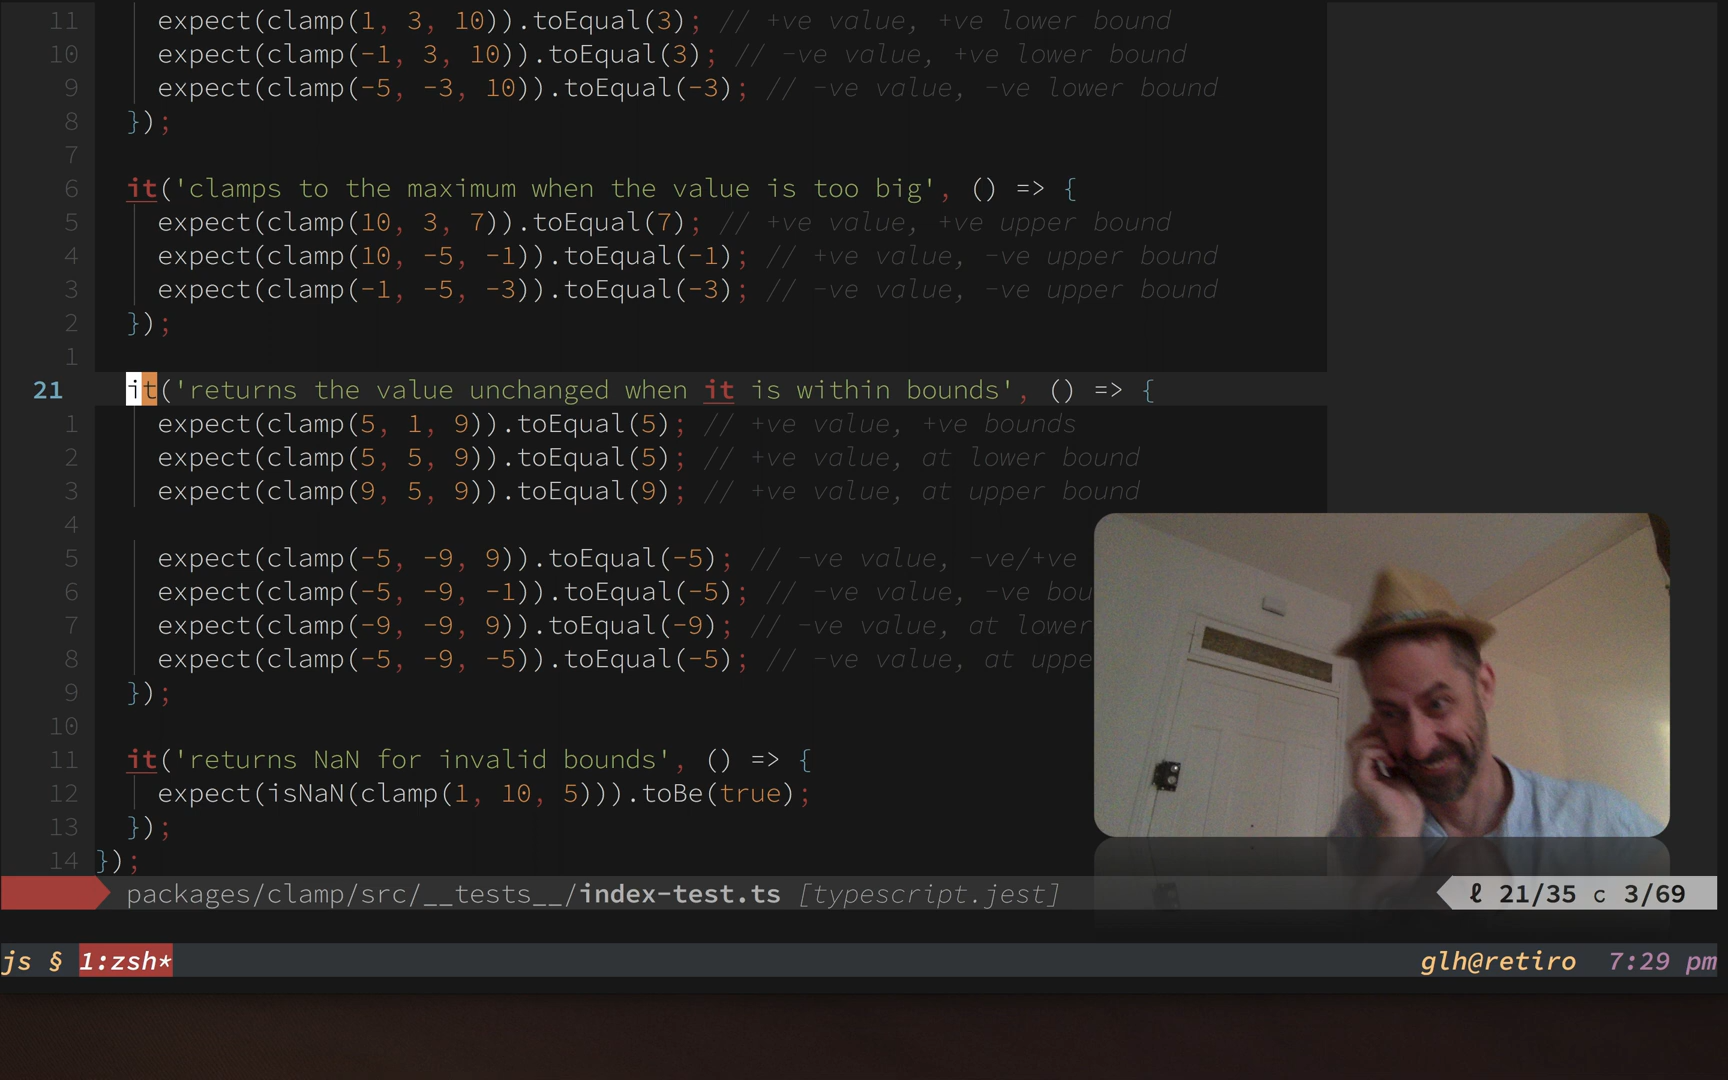 11 expect(clamp(1, 3, 10)).toEqual(3); // +ve value, +ve lower bound
10 expect(clamp(-1, 3, 10)).toEqual(3); // -ve value, +ve lower bound
9 expect(clamp(-5, -3, 10)).toEqual(-3); // -ve value, -ve lower bound
8 });
7
6 it('clamps to the maximum when the value is too big', () => {
5 expect(clamp(10, 3, 7)).toEqual(7); // +ve value, +ve upper bound
4 expect(clamp(10, -5, -1)).toEqual(-1); // +ve value, -ve upper bound
3 expect(clamp(-1, -5, -3)).toEqual(-3); // -ve value, -ve upper bound
2 });
1
21 it('returns the value unchanged when it is within bounds', () => {
1 expect(clamp(5, 1, 9)).toEqual(5); // +ve value, +ve bounds
2 expect(clamp(5, 5, 9)).toEqual(5); // +ve value, at lower bound
3 expect(clamp(9, 5, 9)).toEqual(9); // +ve value, at upper bound
4
5 expect(clamp(-5, -9, 9)).toEqual(-5); // -ve value, -ve/+ve
6 expect(clamp(-5, -9, -1)).toEqual(-5); // -ve value, -ve bou
7 expect(clamp(-9, -9, 9)).toEqual(-9); // -ve value, at lower
8 expect(clamp(-5, -9, -5)).toEqual(-5); // -ve value, at uppe
9 });
10
11 it('returns NaN for invalid bounds', () => {
12 expect(isNaN(clamp(1, 10, 5))).toBe(true);
13 });
14 });
packages/clamp/src/__tests__/index-test.ts [typescript.jest] ℓ 21/35 c 3/69
js § 1:zsh* glh@retiro 7:29 pm